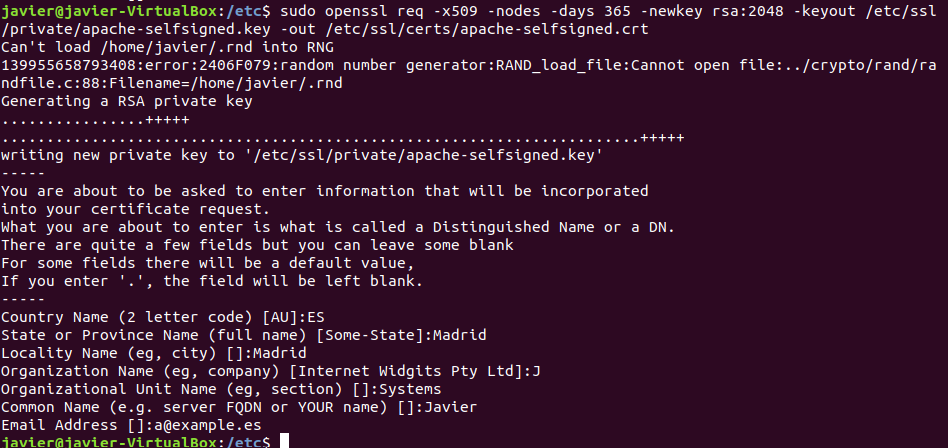 javier@javier-VirtualBox:/etc$ sudo openssl req -x509 -nodes -days 365 -newkey rsa:2048 -keyout /etc/ssl
/private/apache-selfsigned.key -out /etc/ssl/certs/apache-selfsigned.crt
Can't load /home/javier/.rnd into RNG
139955658793408:error:2406F079:random number generator:RAND_load_file:Cannot open file:../crypto/rand/ra
ndfile.c:88:Filename=/home/javier/.rnd
Generating a RSA private key
................+++++
.......................................................................+++++
writing new private key to '/etc/ssl/private/apache-selfsigned.key'
-----
You are about to be asked to enter information that will be incorporated
into your certificate request.
What you are about to enter is what is called a Distinguished Name or a DN.
There are quite a few fields but you can leave some blank
For some fields there will be a default value,
If you enter '.', the field will be left blank.
-----
Country Name (2 letter code) [AU]:ES
State or Province Name (full name) [Some-State]:Madrid
Locality Name (eg, city) []:Madrid
Organization Name (eg, company) [Internet Widgits Pty Ltd]:J
Organizational Unit Name (eg, section) []:Systems
Common Name (e.g. server FQDN or YOUR name) []:Javier
Email Address []:a@example.es
javier@javier-VirtualBox:/etc$